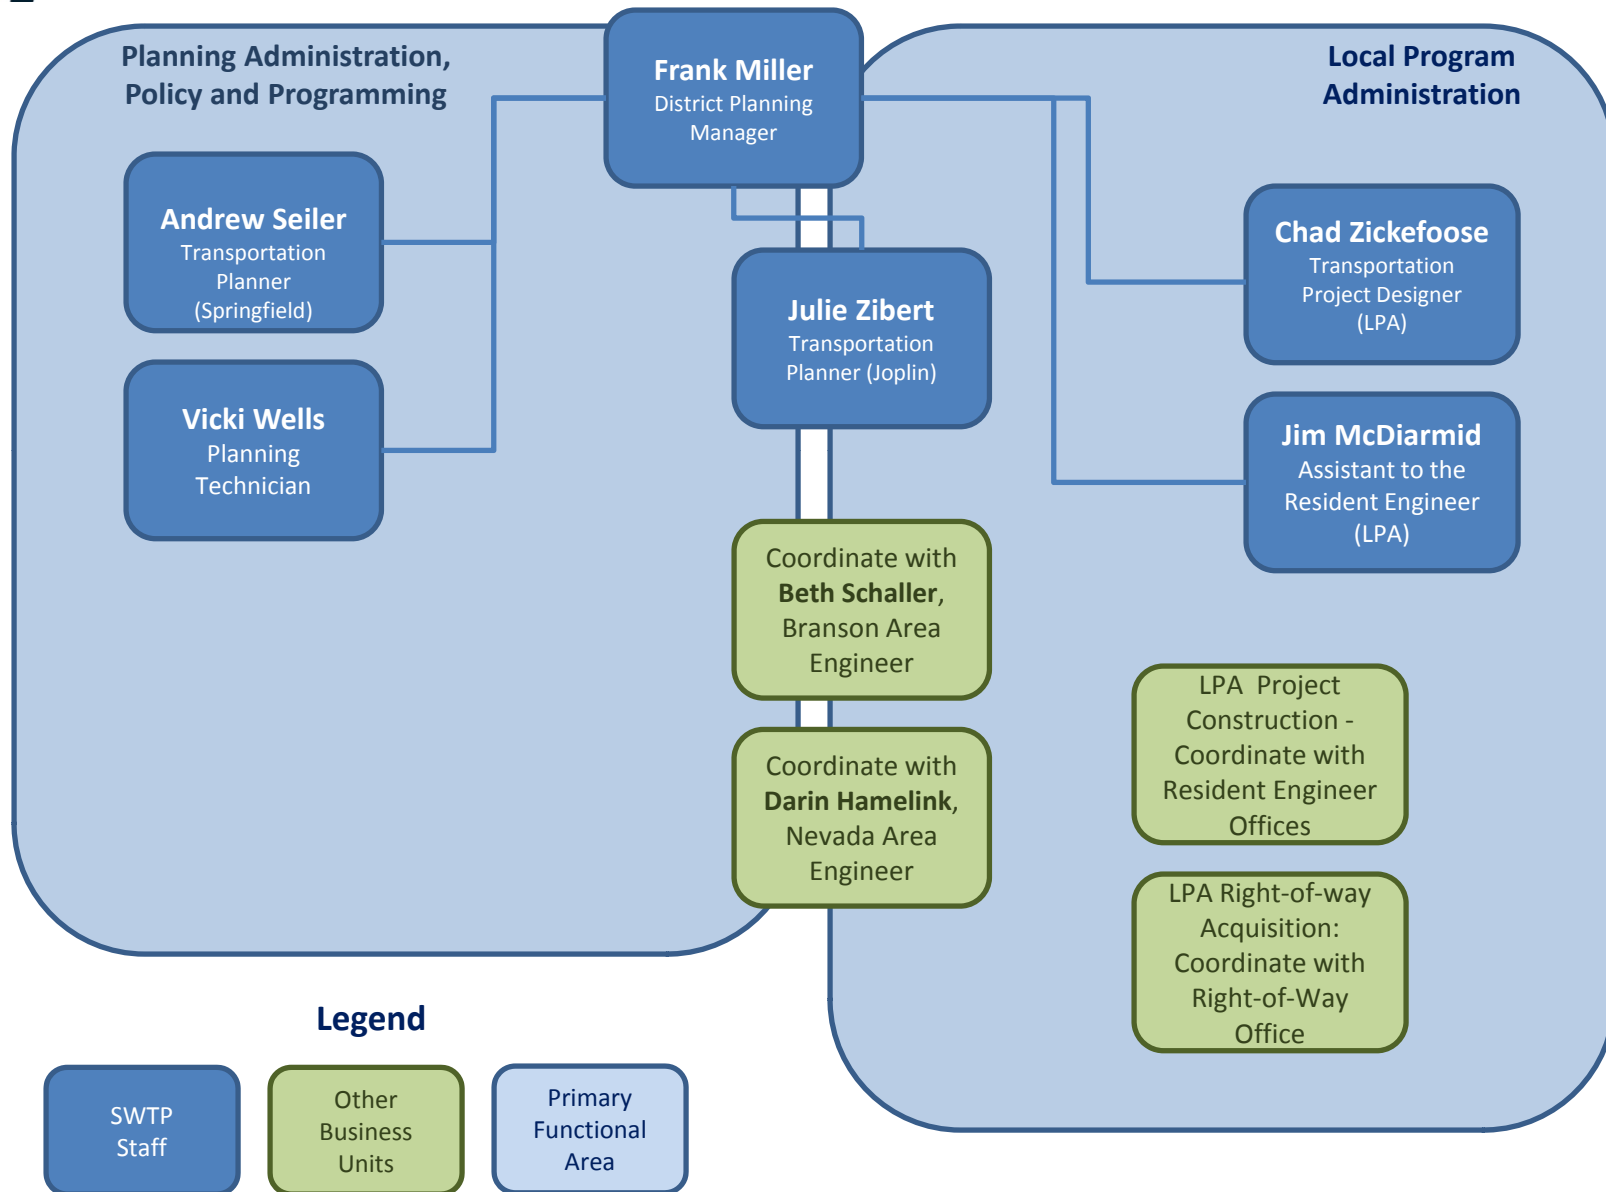 Planning Administration,
Policy and Programming
Frank Miller
District Planning
Manager
Local Program
Administration
Andrew Seiler
Transportation
Planner
(Springfield)
Vicki Wells
Planning
Technician
Julie Zibert
Transportation
Planner (Joplin)
Chad Zickefoose
Transportation
Project Designer
(LPA)
Jim McDiarmid
Assistant to the
Resident Engineer
(LPA)
Coordinate with
Beth Schaller,
Branson Area
Engineer
Coordinate with
Darin Hamelink,
Nevada Area
Engineer
LPA  Project
Construction -
Coordinate with
Resident Engineer
Offices
LPA Right-of-way
Acquisition:
Coordinate with
Right-of-Way
Office
Legend
SWTP
Staff
Other
Business
Units
Primary
Functional
Area